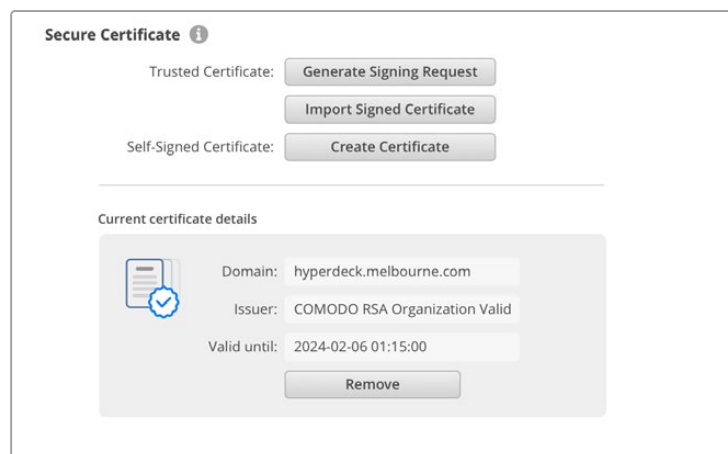 Secure Certificate
Trusted Certificate: Generate Signing Request
Import Signed Certificate
Self-Signed Certificate: Create Certificate
Current certificate details
Domain: hyperdeck.melbourne.com
Issuer: COMODO RSA Organization Valid
Valid until: 2024-02-06 01:15:00
Remove